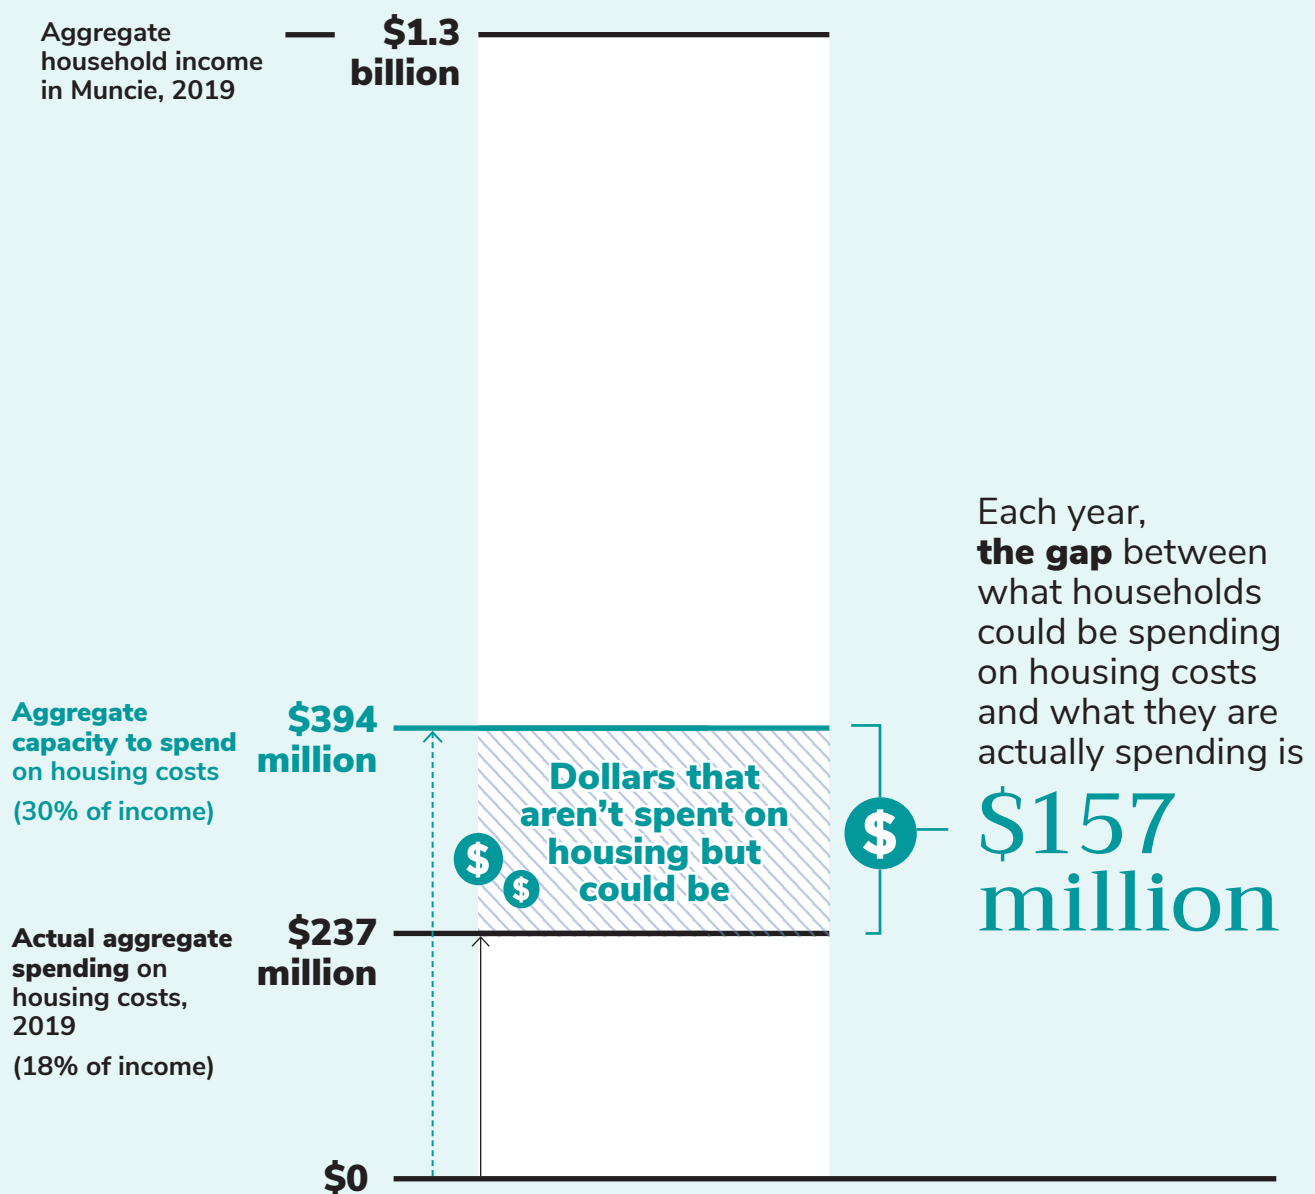 Aggregate
household income
in Muncie, 2019
$1.3
billion
Each year,
the gap between
what households
could be spending
on housing costs
and what they are
actually spending is
$157
million
Aggregate
capacity to spend
on housing costs
(30% of income)
$394
million
Dollars that
aren’t spent on
housing but
could be
$
$
$
Actual aggregate
spending on
housing costs,
2019
(18% of income)
$237
million
$0